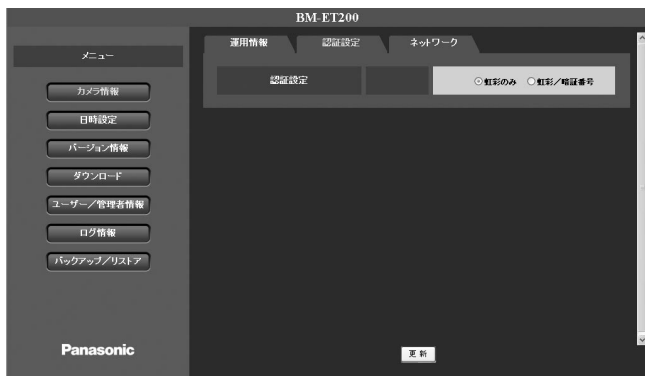 BM-ET200
メニュー
カメラ情報
日時設定
バージョン情報
ダウンロード
ユーザー／管理者情報
ログ情報
バックアップ／リストア
Panasonic
運用情報 認証設定 ネットワーク
認証設定 虹彩のみ 虹彩／暗証番号
更新